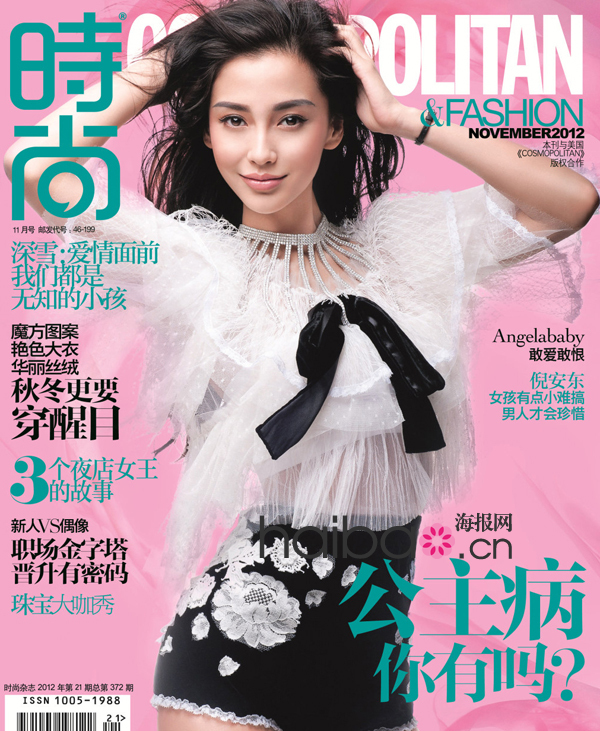 時尚®
COSMOPOLITAN
&FASHION
NOVEMBER2012
本刊与美国
《COSMOPOLITAN》
版权合作
11月号 邮发代号：46-199
深雪·爱情面前
我们都是
无知的小孩
魔方图案
艳色大衣
华丽丝绒
秋冬更要
穿醒目
3个夜店女王
的故事
新人VS偶像
职场金字塔
晋升有密码
珠宝大咖秀
Angelababy
敢爱敢恨
倪安东
女孩有点小难搞
男人才会珍惜
海报网
haibao.cn
公主病
你有吗?
时尚杂志 2012 年第 21 期总第 372 期
ISSN 1005-1988
21>